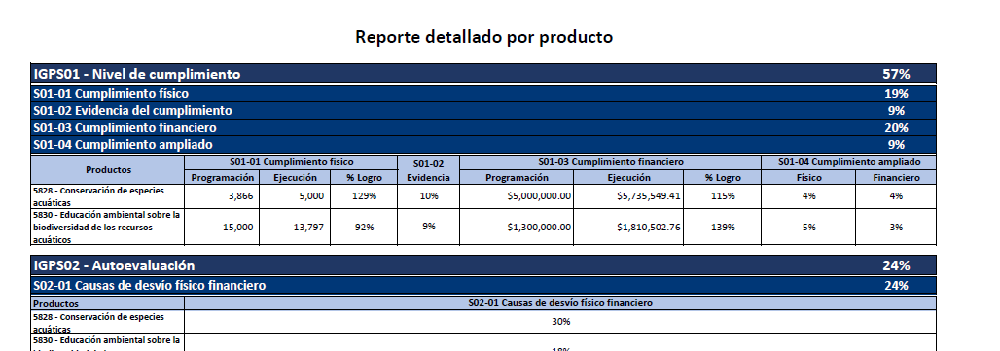 Reporte detallado por producto
IGPS01 - Nivel de cumplimiento 57%
S01-01 Cumplimiento físico 19%
S01-02 Evidencia del cumplimiento 9%
S01-03 Cumplimiento financiero 20%
S01-04 Cumplimiento ampliado 9%
Productos S01-01 Cumplimiento físico S01-02 Evidencia S01-03 Cumplimiento financiero S01-04 Cumplimiento ampliado
Programación Ejecución % Logro Programación Ejecución % Logro Físico Financiero
5828 - Conservación de especies
acuáticas 3,866 5,000 129% 10% $5,000,000.00 $5,735,549.41 115% 4% 4%
5830 - Educación ambiental sobre la
biodiversidad de los recursos 15,000 13,797 92% 9% $1,300,000.00 $1,810,502.76 139% 5% 3%
acuáticos
IGPS02 - Autoevaluación 24%
S02-01 Causas de desvío físico financiero 24%
Productos S02-01 Causas de desvío físico financiero
5828 - Conservación de especies
acuáticas 30%
5830 - Educación ambiental sobre la